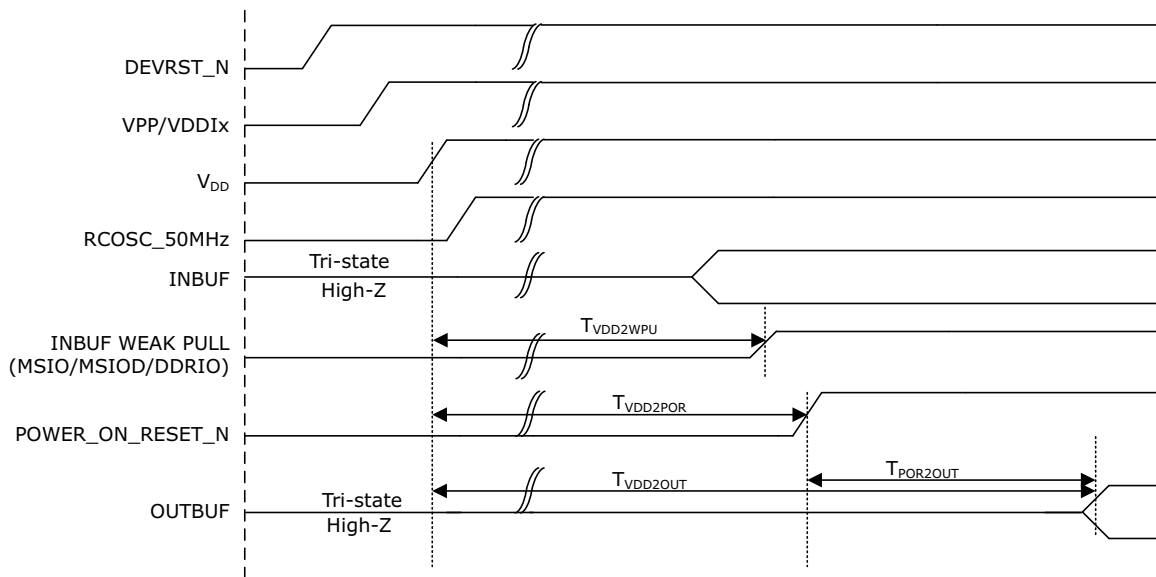 DEVRST_N
VPP/VDDIx
VDD
RCOSC_50MHz
Tri-state
INBUF
High-Z
TVDD2WPU
INBUF WEAK PULL
(MSIO/MSIOD/DDRIO)
TVDD2POR
POWER_ON_RESET_N
TPOR2OUT
TVDD2OUT
Tri-state
OUTBUF
High-Z